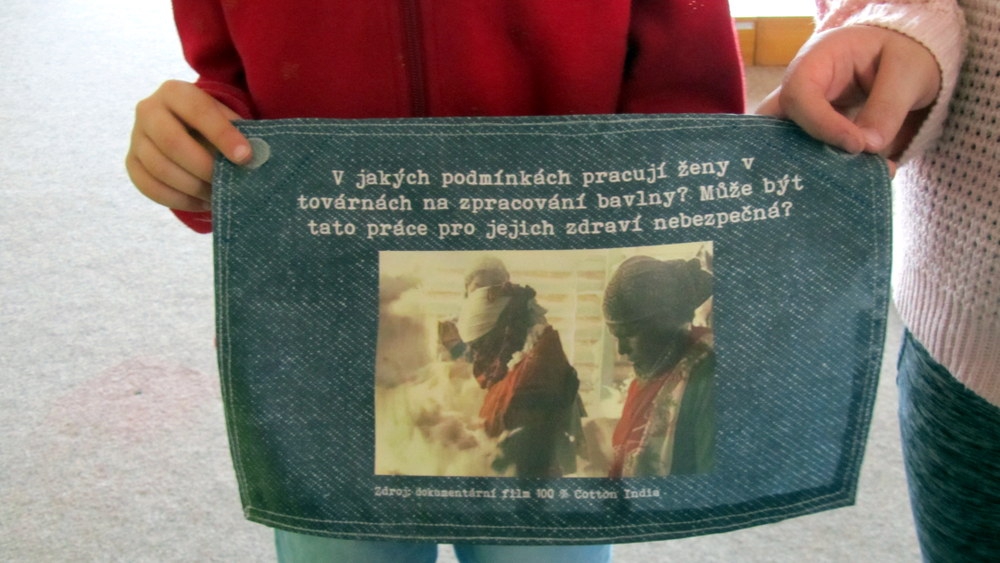 V jakých podmínkách pracují ženy v
továrnách na zpracování bavlny? Může být
tato práce pro jejich zdraví nebezpečná?
Zdroj: dokumentární film 100 % Cotton India